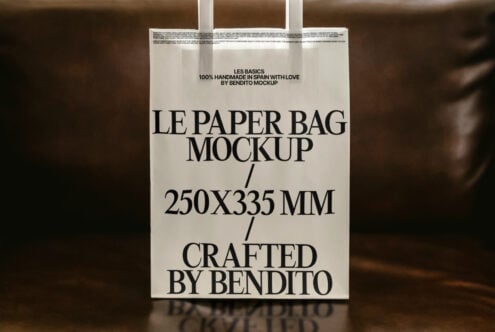 LES BASICS
100% HANDMADE IN SPAIN WITH LOVE
BY BENDITO MOCKUP
LE PAPER BAG
MOCKUP
/
250X335 MM
/
CRAFTED
BY BENDITO